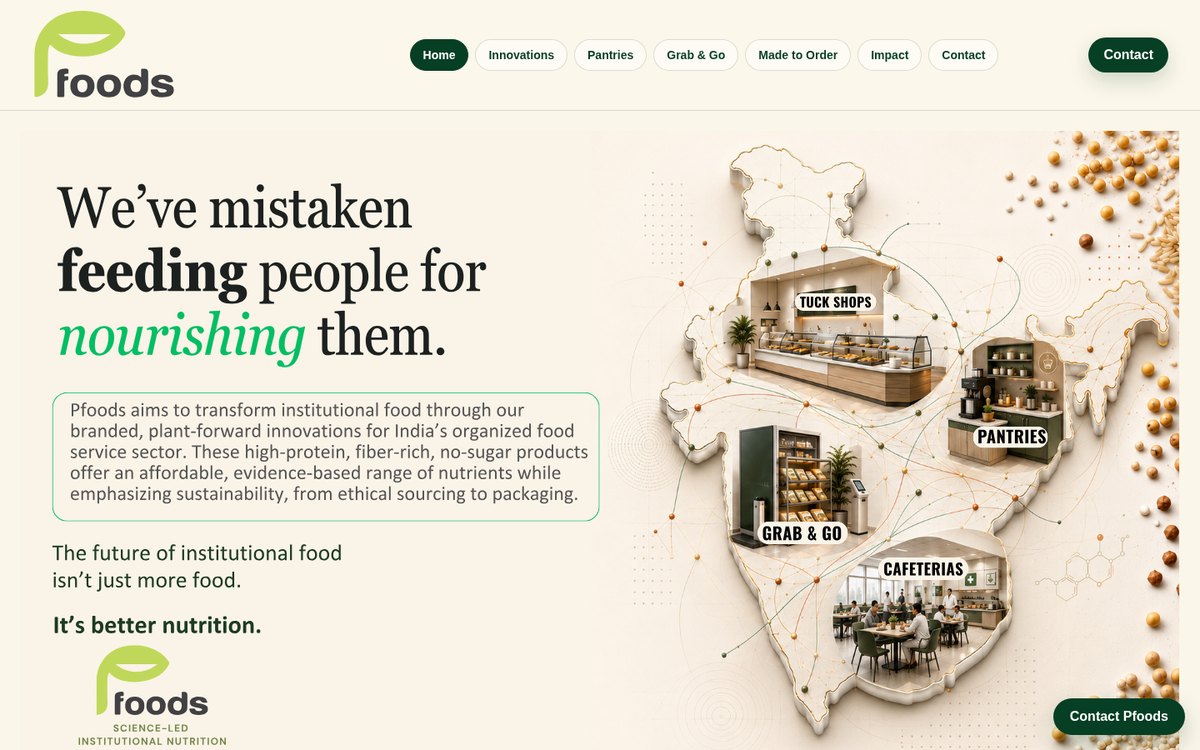 Pfoods
Home
Innovations
Pantries
Grab & Go
Made to Order
Impact
Contact
Contact
We’ve mistaken
feeding people for
nourishing them.
Pfoods aims to transform institutional food through our
branded, plant-forward innovations for India’s organized food
service sector. These high-protein, fiber-rich, no-sugar products
offer an affordable, evidence-based range of nutrients while
emphasizing sustainability, from ethical sourcing to packaging.
The future of institutional food
isn’t just more food.
It’s better nutrition.
Pfoods
SCIENCE-LED
INSTITUTIONAL NUTRITION
TUCK SHOPS
PANTRIES
GRAB & GO
CAFETERIAS
Contact Pfoods